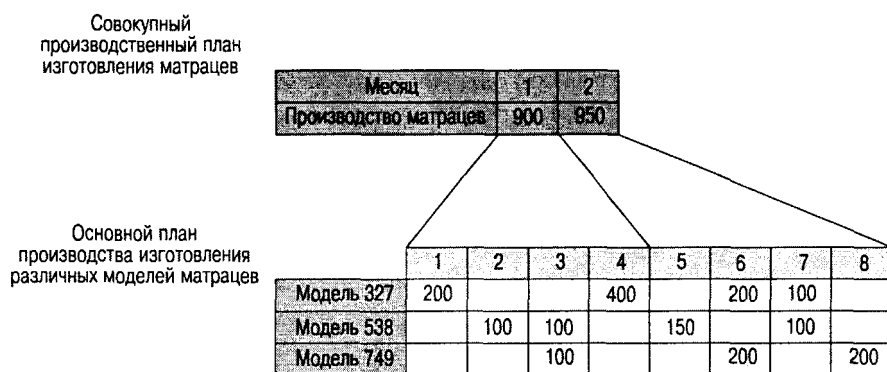 Совокупный
производственный план
изготовления матрацев
Месяц 1 2
Производство матрацев 900 950
Основной план
производства изготовления
различных моделей матрацев
1 2 3 4 5 6 7 8
Модель 327 200 400 200 100
Модель 538 100 100 150 100
Модель 749 100 200 200